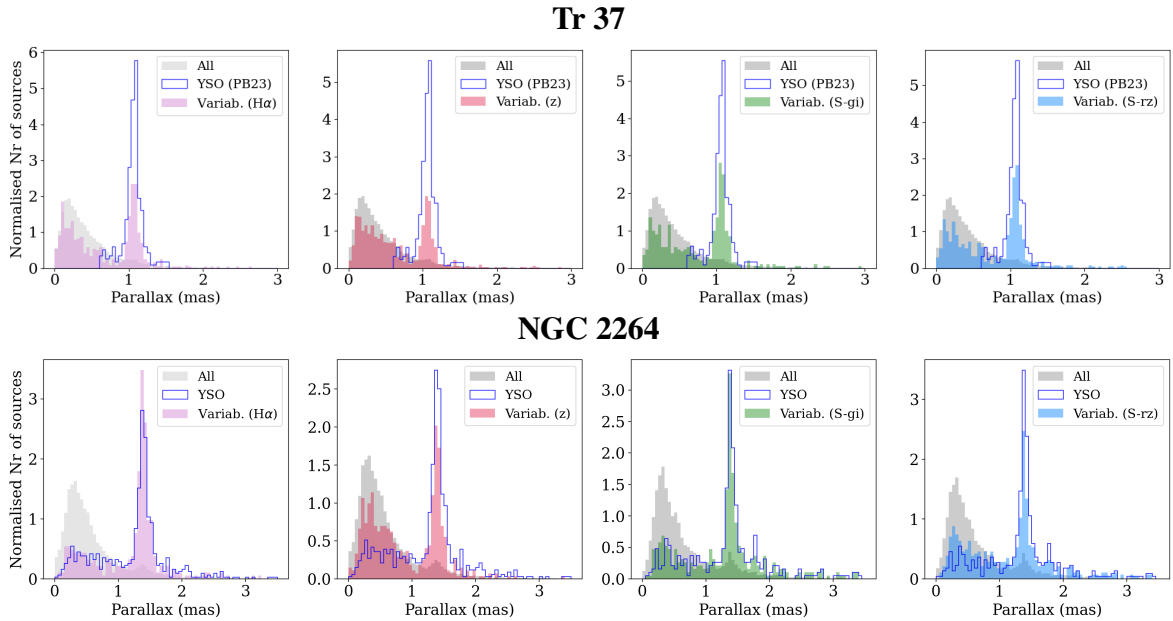 Tr 37
Normalised Nr of sources
6
5
4
3
2
1
0
0 1 2 3
Parallax (mas)
All
YSO (PB23)
Variab. (Hα)
5
4
3
2
1
0
0 1 2 3
Parallax (mas)
All
YSO (PB23)
Variab. (z)
5
4
3
2
1
0
0 1 2 3
Parallax (mas)
All
YSO (PB23)
Variab. (S-gi)
5
4
3
2
1
0
0 1 2 3
Parallax (mas)
All
YSO (PB23)
Variab. (S-rz)
NGC 2264
Normalised Nr of sources
3
2
1
0
0 1 2 3
Parallax (mas)
All
YSO
Variab. (Hα)
2.5
2.0
1.5
1.0
0.5
0.0
0 1 2 3
Parallax (mas)
All
YSO
Variab. (z)
3.0
2.5
2.0
1.5
1.0
0.5
0.0
0 1 2 3
Parallax (mas)
All
YSO
Variab. (S-gi)
3
2
1
0
0 1 2 3
Parallax (mas)
All
YSO
Variab. (S-rz)